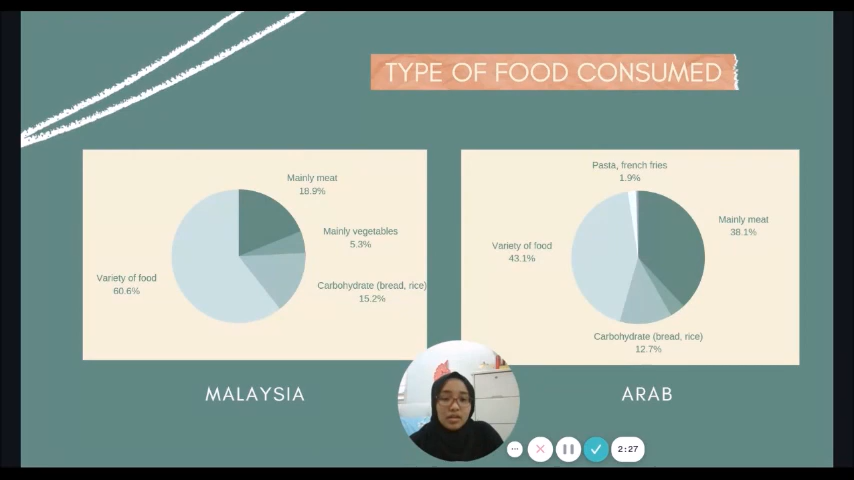 TYPE OF FOOD CONSUMED
Mainly meat
18.9%
Mainly vegetables
5.3%
Carbohydrate (bread, rice)
15.2%
Variety of food
60.6%
MALAYSIA
Pasta, french fries
1.9%
Mainly meat
38.1%
Variety of food
43.1%
Carbohydrate (bread, rice)
12.7%
ARAB
2:27